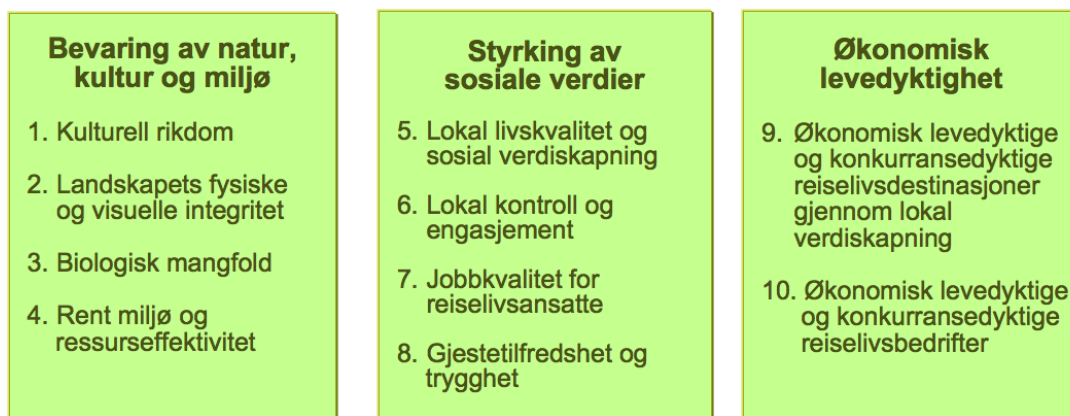 Bevaring av natur,
kultur og miljø
1. Kulturell rikdom
2. Landskapets fysiske
og visuelle integritet
3. Biologisk mangfold
4. Rent miljø og
ressurseffektivitet
Styrking av
sosiale verdier
5. Lokal livskvalitet og
sosial verdiskapning
6. Lokal kontroll og
engasjement
7. Jobbkvalitet for
reiselivsansatte
8. Gjestetilfredshet og
trygghet
Økonomisk
levedyktighet
9. Økonomisk levedyktige
og konkurransedyktige
reiselivsdestinasjoner
gjennom lokal
verdiskapning
10. Økonomisk levedyktige
og konkurransedyktige
reiselivsbedrifter